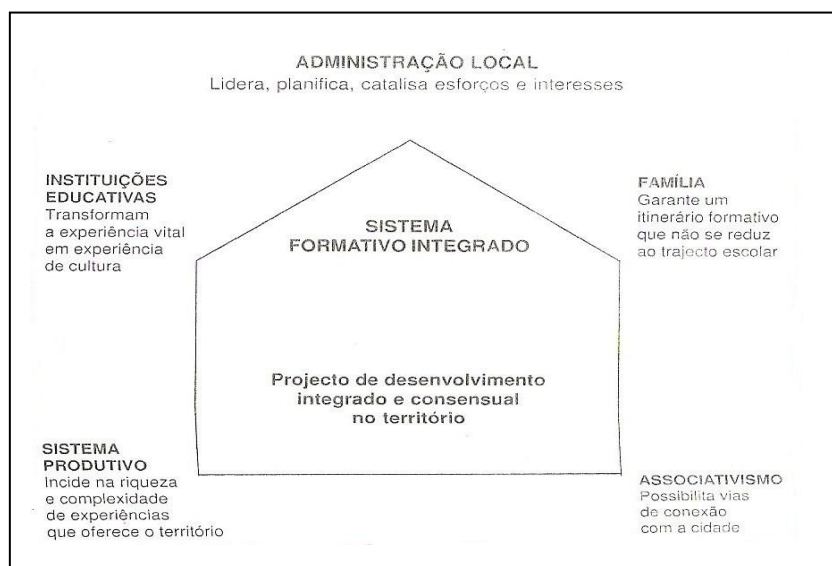 ADMINISTRAÇÃO LOCAL
Lidera, planifica, catalisa esforços e interesses
INSTITUIÇÕES
EDUCATIVAS
Transformam
a experiência vital
em experiência
de cultura
FAMÍLIA
Garante um
itinerário formativo
que não se reduz
ao trajecto escolar
SISTEMA
FORMATIVO INTEGRADO
Projecto de desenvolvimento
integrado e consensual
no território
SISTEMA
PRODUTIVO
Incide na riqueza
e complexidade
de experiências
que oferece o território
ASSOCIATIVISMO
Possibilita vias
de conexão
com a cidade